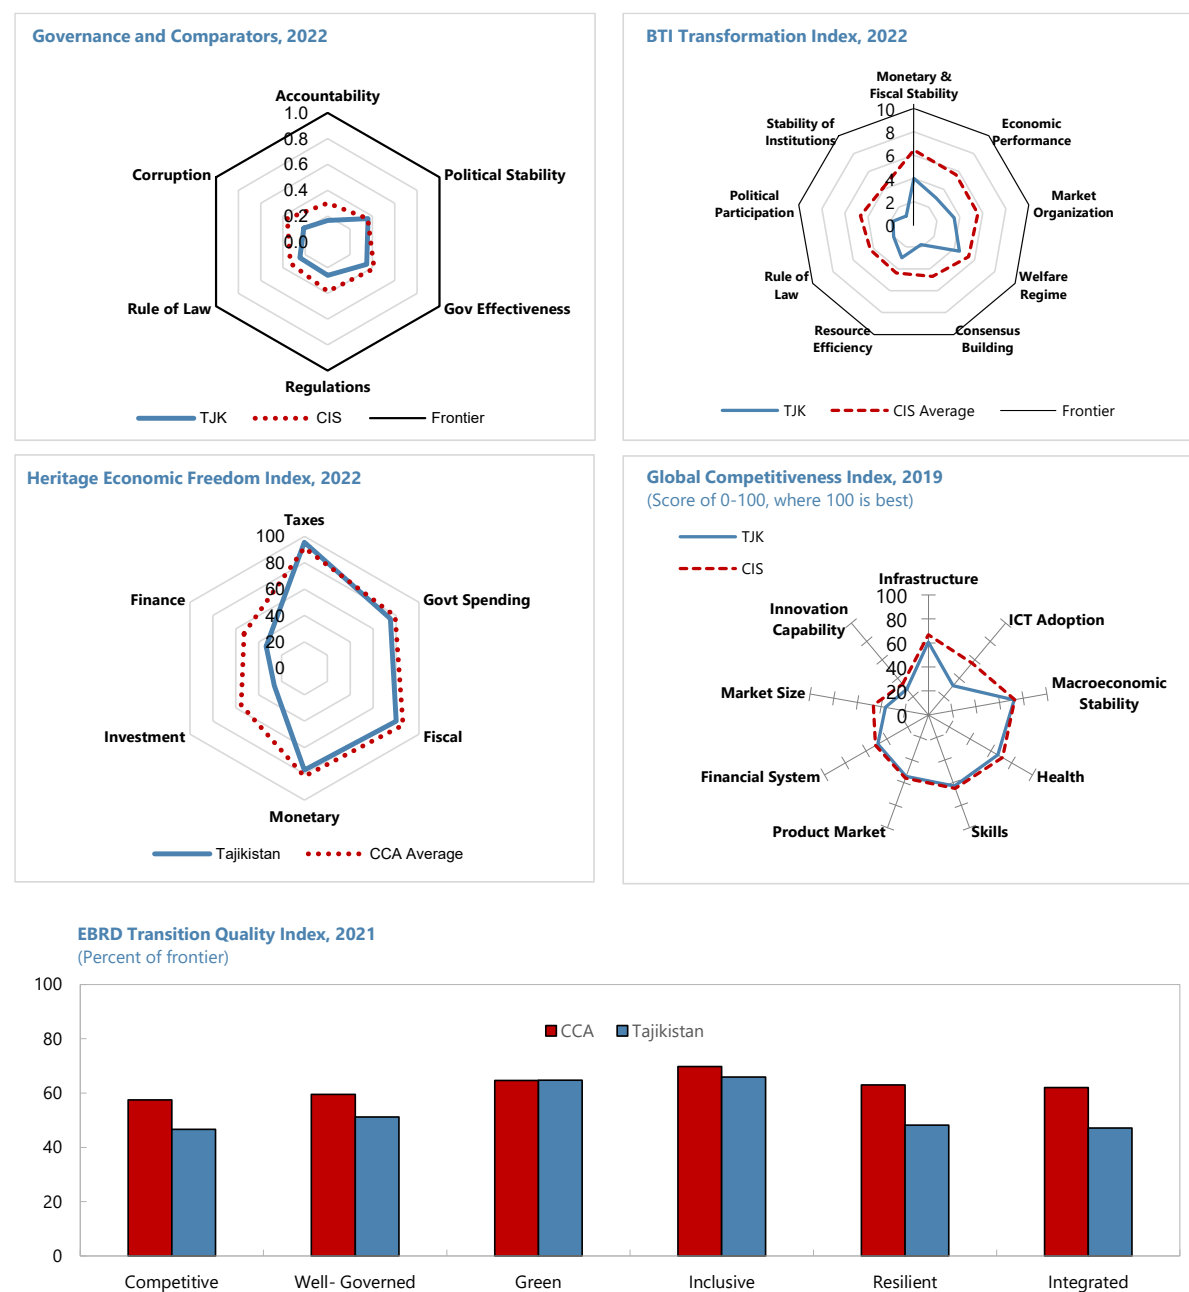 Governance and Comparators, 2022
Accountability
1.0
0.8
0.6
0.4
0.2
0.0
Corruption
Political Stability
Rule of Law
Gov Effectiveness
Regulations
TJK
CIS
Frontier
BTI Transformation Index, 2022
Monetary &
Fiscal Stability
10
8
6
4
2
0
Stability of
Institutions
Economic
Performance
Political
Participation
Market
Organization
Rule of
Law
Welfare
Regime
Resource
Efficiency
Consensus
Building
TJK
CIS Average
Frontier
Heritage Economic Freedom Index, 2022
Taxes
100
80
60
40
20
0
Finance
Govt Spending
Investment
Fiscal
Monetary
Tajikistan
CCA Average
Global Competitiveness Index, 2019
(Score of 0-100, where 100 is best)
TJK
CIS
Infrastructure
100
80
60
40
20
0
Innovation
Capability
ICT Adoption
Market Size
Macroeconomic
Stability
Financial System
Health
Product Market
Skills
EBRD Transition Quality Index, 2021
(Percent of frontier)
100
80
60
40
20
0
CCA
Tajikistan
Competitive
Well- Governed
Green
Inclusive
Resilient
Integrated